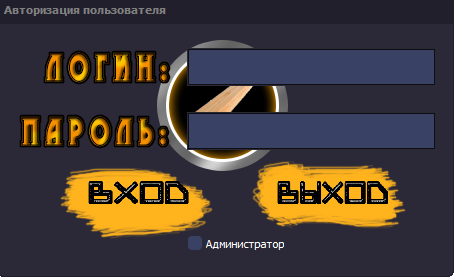 Авторизация пользователя
ЛОГИН:
ПАРОЛЬ:
ВХОД ВЫХОД
Администратор